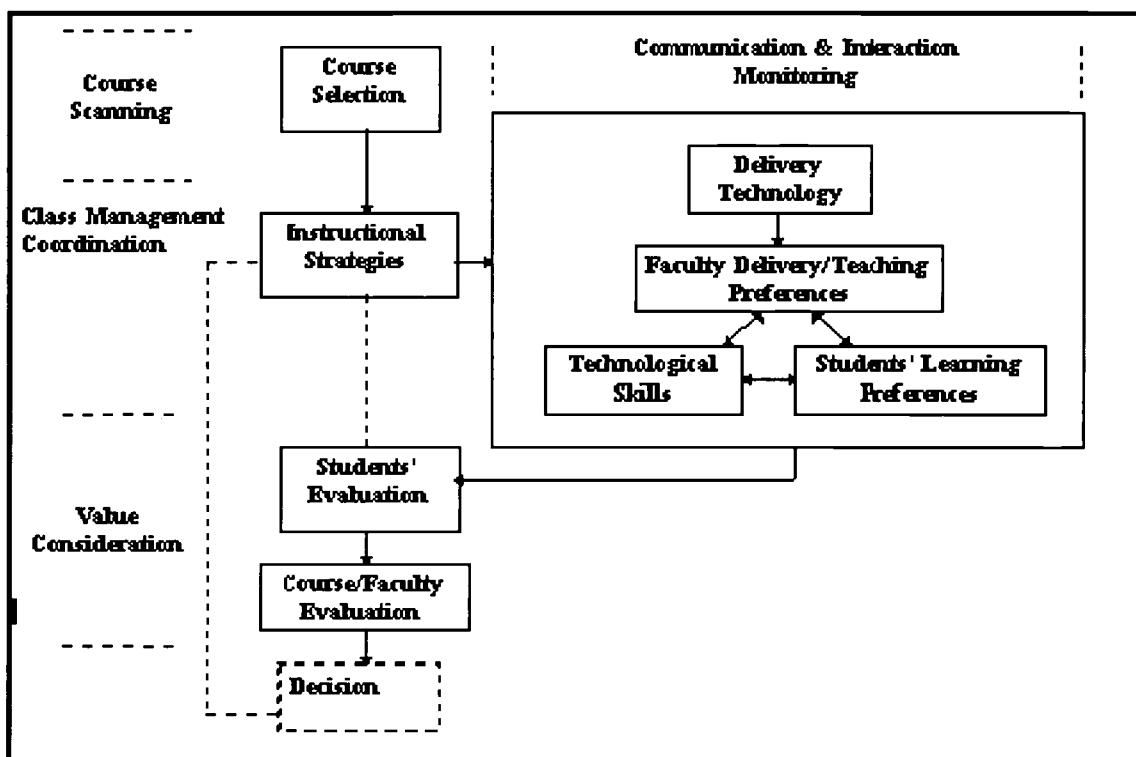 Course
Scanning
Course
Selection
Communication & Interaction
Monitoring
Delivery
Technology
Class Management
Coordination
Instructional
Strategies
Faculty Delivery/Teaching
Preferences
Technological
Skills
Students' Learning
Preferences
Students'
Evaluation
Value
Consideration
Course/Faculty
Evaluation
Decision